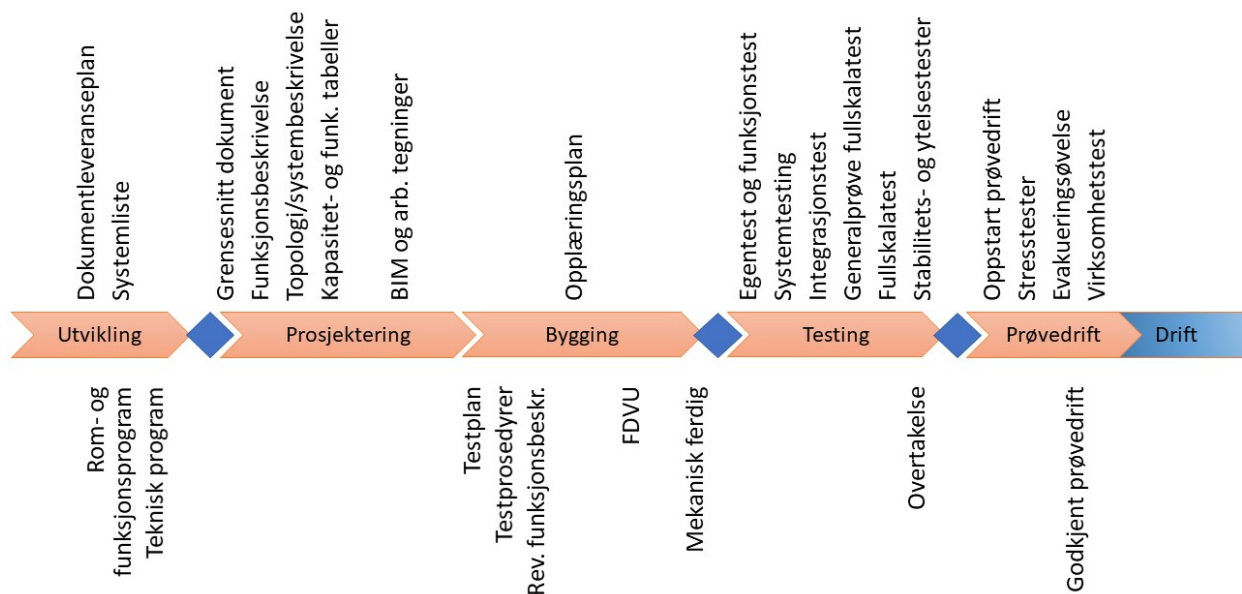 Dokumentleveranseplan
Systemliste
Grensesnitt dokument
Funksjonsbeskrivelse
Topologi/systembeskrivelse
Kapasitet- og funk. tabeller
BIM og arb. tegninger
Opplæringsplan
Egentest og funksjonstest
Systemtesting
Integrasjonstest
Generalprøve fullskalatest
Fullskalatest
Stabilitets- og ytelsestester
Oppstart prøvedrift
Stresstester
Evakueringsøvelse
Virksomhetstest
Utvikling
Prosjektering
Bygging
Testing
Prøvedrift
Drift
Rom- og
funksjonsprogram
Teknisk program
Testplan
Testprosedyrer
Rev. funksjonsbeskr.
FDVU
Mekanisk ferdig
Overtakelse
Godkjent prøvedrift